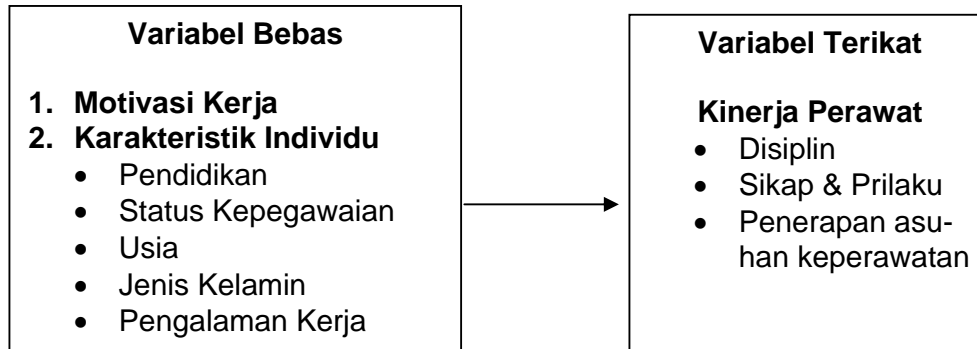 Variabel Bebas
1. Motivasi Kerja
2. Karakteristik Individu
• Pendidikan
• Status Kepegawaian
• Usia
• Jenis Kelamin
• Pengalaman Kerja
Variabel Terikat
Kinerja Perawat
• Disiplin
• Sikap & Prilaku
• Penerapan asu-
han keperawatan